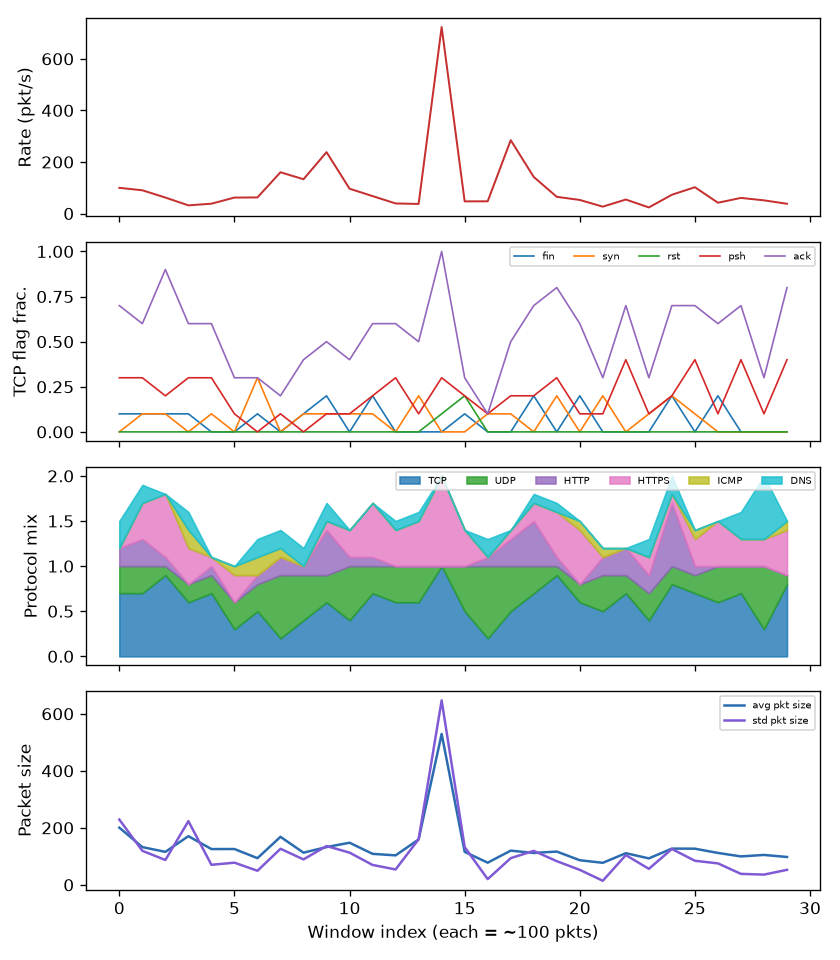 Rate (pkt/s)
600
400
200
0
TCP flag frac.
1.00
0.75
0.50
0.25
0.00
fin syn rst psh ack
Protocol mix
2.0
1.5
1.0
0.5
0.0
TCP UDP HTTP HTTPS ICMP DNS
Packet size
600
400
200
0
avg pkt size
std pkt size
0 5 10 15 20 25 30
Window index (each = ~100 pkts)